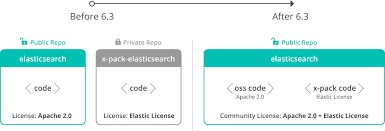 Before 6.3
After 6.3
Public Repo
elasticsearch
code
License: Apache 2.0
Private Repo
x-pack-elasticsearch
code
License: Elastic License
Public Repo
elasticsearch
oss code
Apache 2.0
x-pack code
Elastic License
Community License: Apache 2.0 + Elastic License